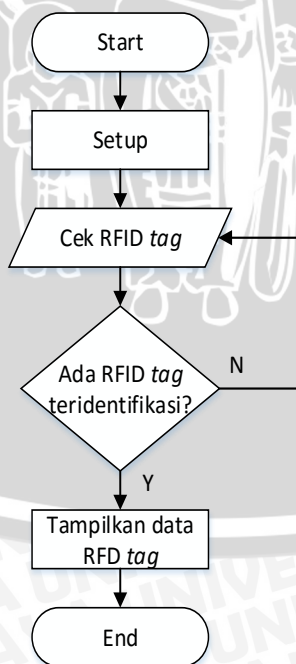 Start
Setup
Cek RFID tag
Ada RFID tag
teridentifikasi?
N
Y
Tampilkan data
RFD tag
End